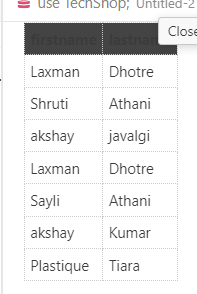 use TechShop; Untitled-2
Close
firstname lastname
Laxman Dhotre
Shruti Athani
akshay javalgi
Laxman Dhotre
Sayli Athani
akshay Kumar
Plastique Tiara